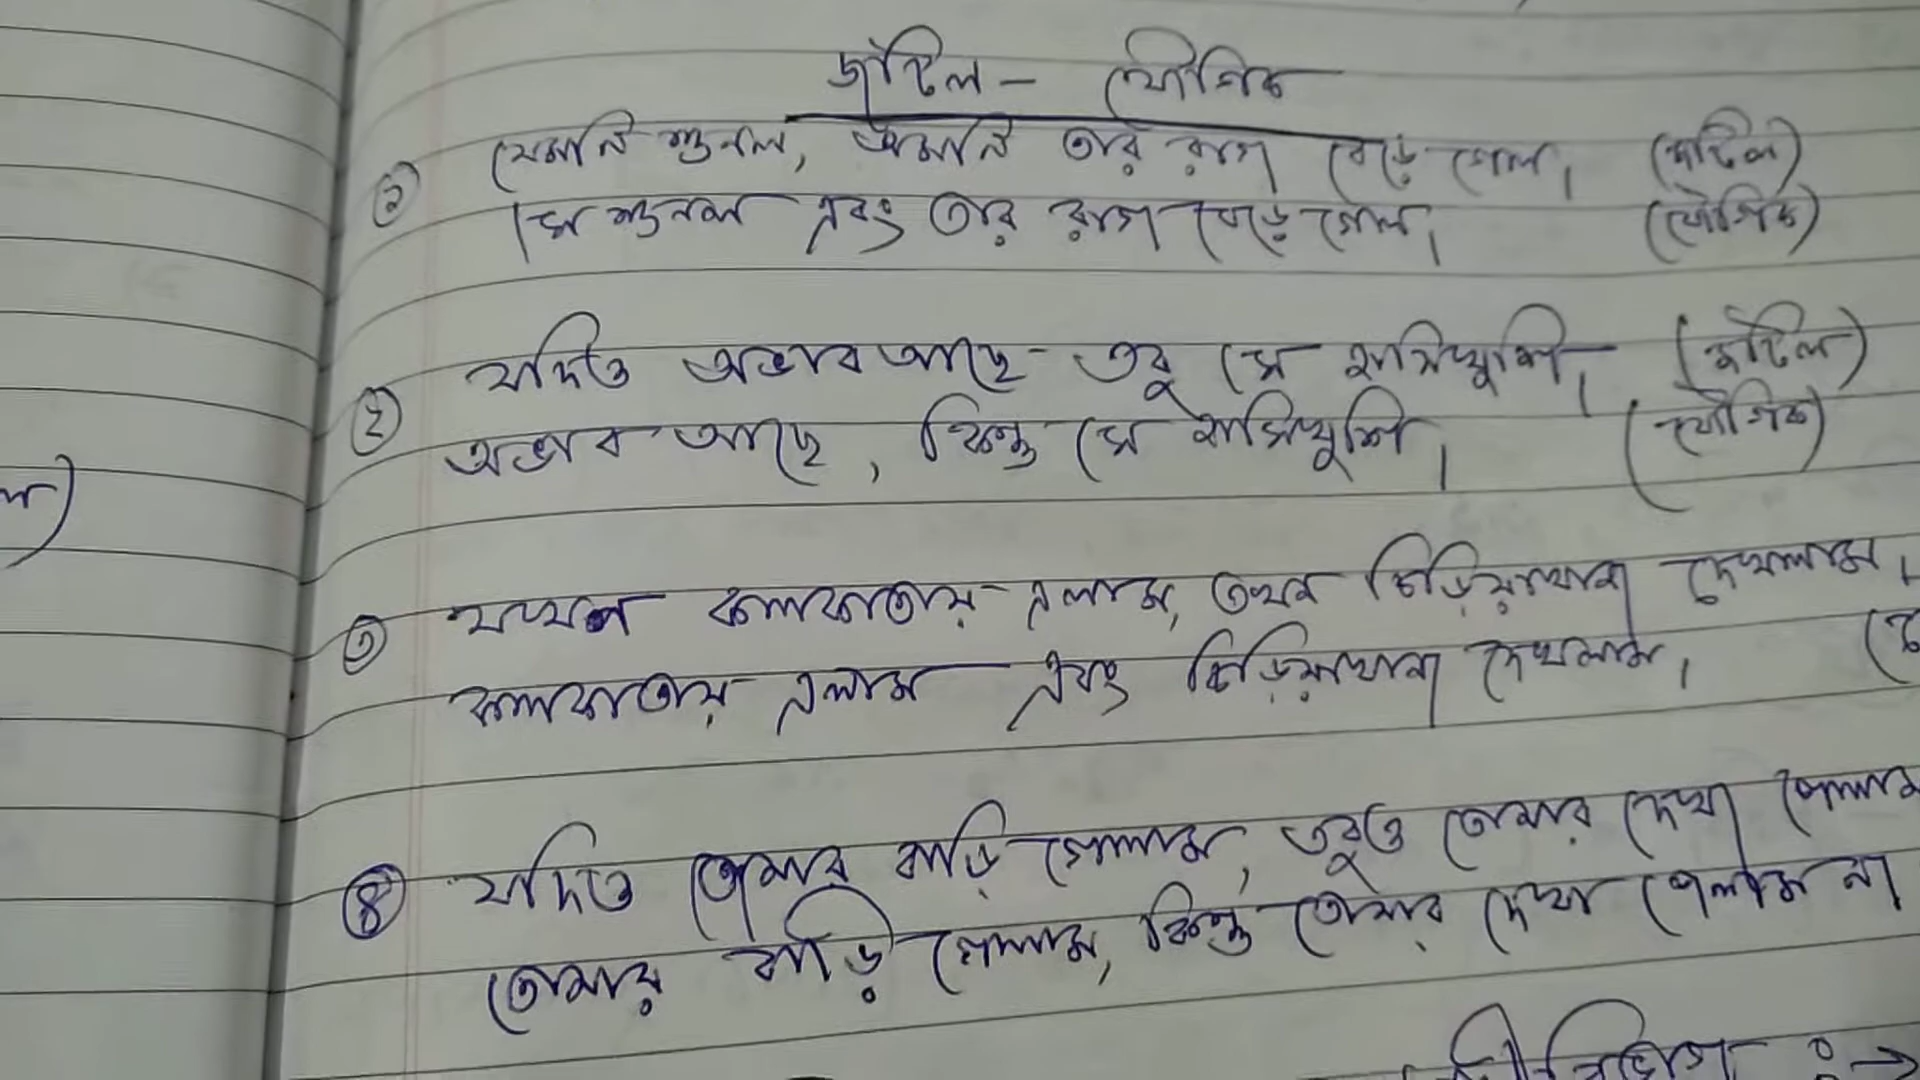 জটিল - যৌগিক
① যেমনি শুনল, অমনি তার রাগ বেড়ে গেল। (জটিল)
সে শুনল এবং তার রাগ বেড়ে গেল। (যৌগিক)
② যদিও অভাব আছে - তবু সে হাসিখুশি। (জটিল)
অভাব আছে, কিন্তু সে হাসিখুশি। (যৌগিক)
③ যখন কলকাতায় এলাম, তখন চিড়িয়াখানা দেখলাম।
কলকাতায় এলাম এবং চিড়িয়াখানা দেখলাম।
④ যদিও তোমার বাড়ি গেলাম, তবুও তোমার দেখা পেলাম
তোমার বাড়ি গেলাম, কিন্তু তোমার দেখা পেলাম না